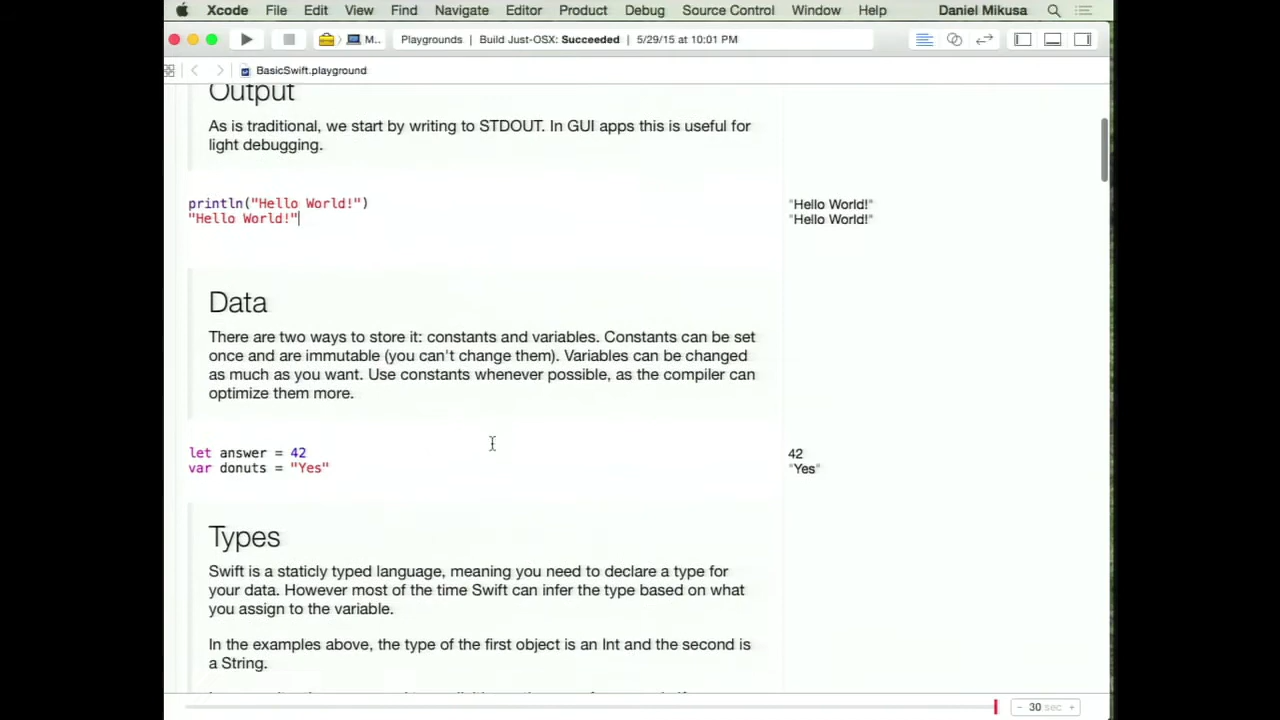 Xcode File Edit View Find Navigate Editor Product Debug Source Control Window Help Daniel Mikusa
M.. Playgrounds | Build Just-OSX: Succeeded | 5/29/15 at 10:01 PM
BasicSwift.playground
Output
As is traditional, we start by writing to STDOUT. In GUI apps this is useful for
light debugging.
println("Hello World!") "Hello World!"
"Hello World!" "Hello World!"
Data
There are two ways to store it: constants and variables. Constants can be set
once and are immutable (you can't change them). Variables can be changed
as much as you want. Use constants whenever possible, as the compiler can
optimize them more.
let answer = 42 42
var donuts = "Yes" "Yes"
Types
Swift is a staticly typed language, meaning you need to declare a type for
your data. However most of the time Swift can infer the type based on what
you assign to the variable.
In the examples above, the type of the first object is an Int and the second is
a String.
- 30 sec +